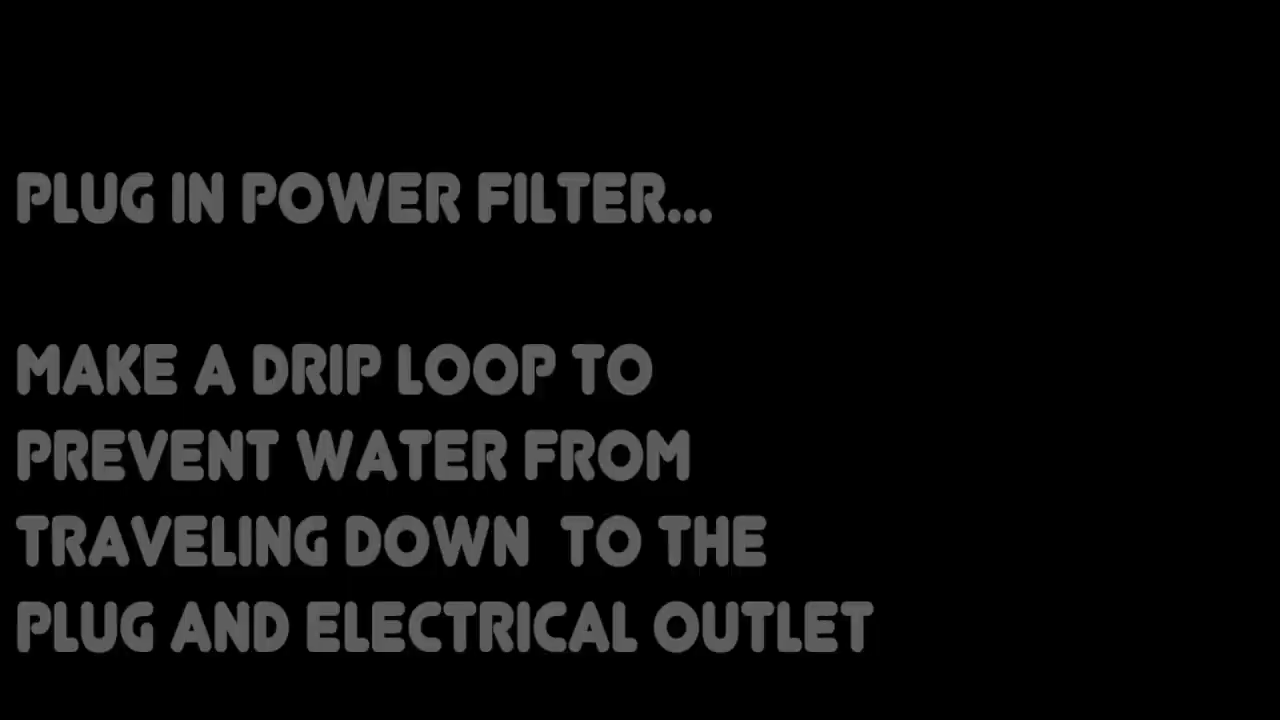 PLUG IN POWER FILTER...
MAKE A DRIP LOOP TO
PREVENT WATER FROM
TRAVELING DOWN  TO THE
PLUG AND ELECTRICAL OUTLET